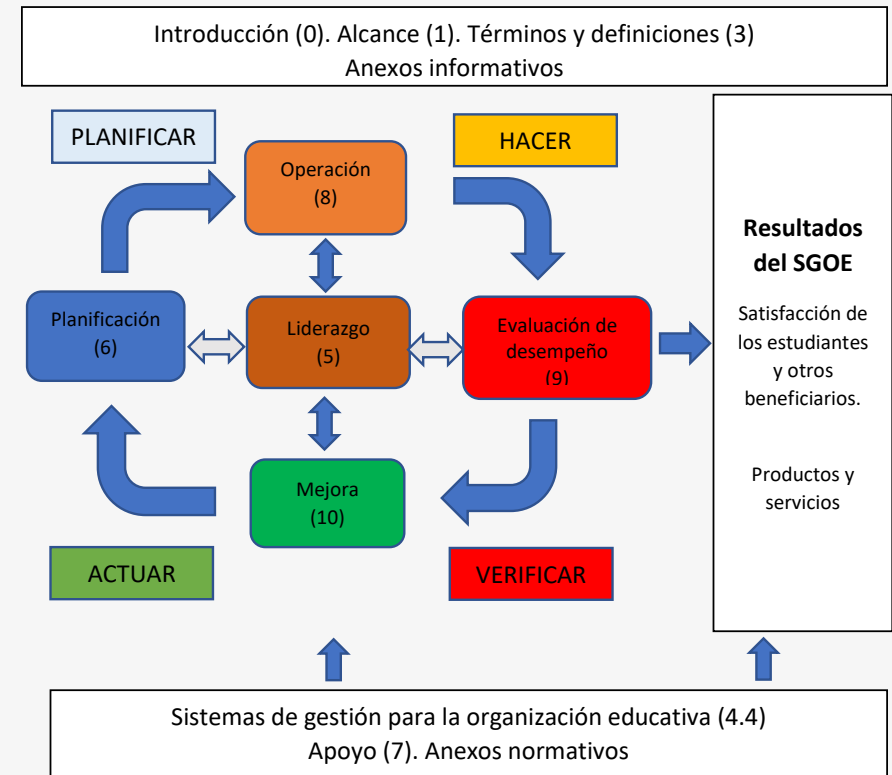 Introducción (0). Alcance (1). Términos y definiciones (3)
Anexos informativos
PLANIFICAR
HACER
Operación
(8)
Resultados
del SGOE
Satisfacción de
los estudiantes
y otros
beneficiarios.
Productos y
servicios
Planificación
(6)
Liderazgo
(5)
Evaluación de
desempeño
(9)
Mejora
(10)
ACTUAR
VERIFICAR
Sistemas de gestión para la organización educativa (4.4)
Apoyo (7). Anexos normativos